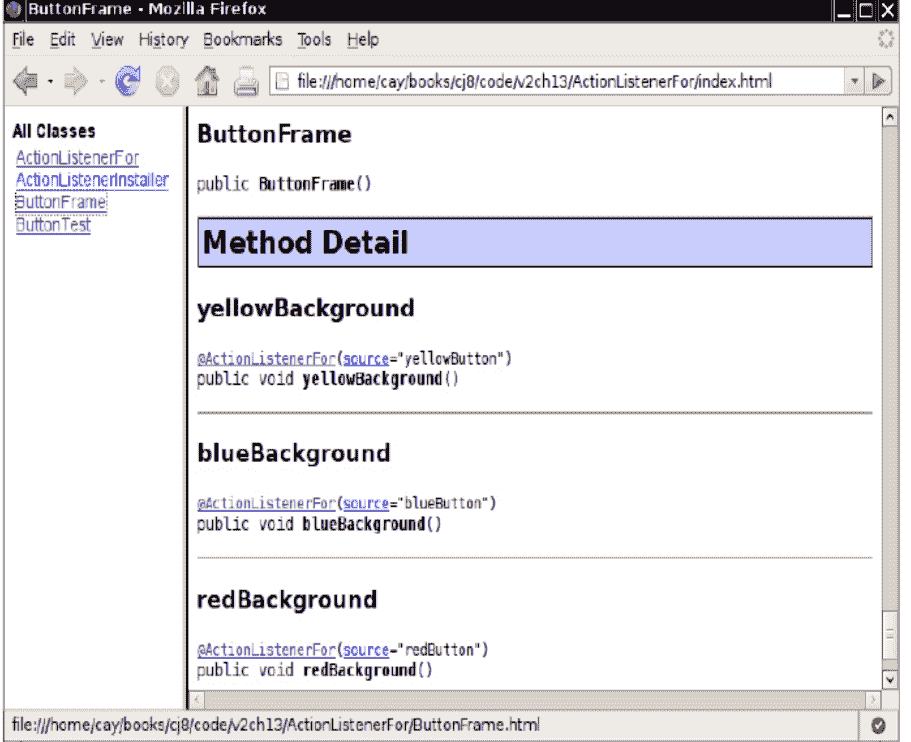 ButtonFrame - Mozilla Firefox
File Edit View History Bookmarks Tools Help
file:///home/cay/books/cj8/code/v2ch13/ActionListenerFor/index.html
All Classes
ActionListenerFor
ActionListenerInstaller
ButtonFrame
ButtonTest
ButtonFrame
public ButtonFrame()
Method Detail
yellowBackground
@ActionListenerFor(source="yellowButton")
public void yellowBackground()
blueBackground
@ActionListenerFor(source="blueButton")
public void blueBackground()
redBackground
@ActionListenerFor(source="redButton")
public void redBackground()
file:///home/cay/books/cj8/code/v2ch13/ActionListenerFor/ButtonFrame.html